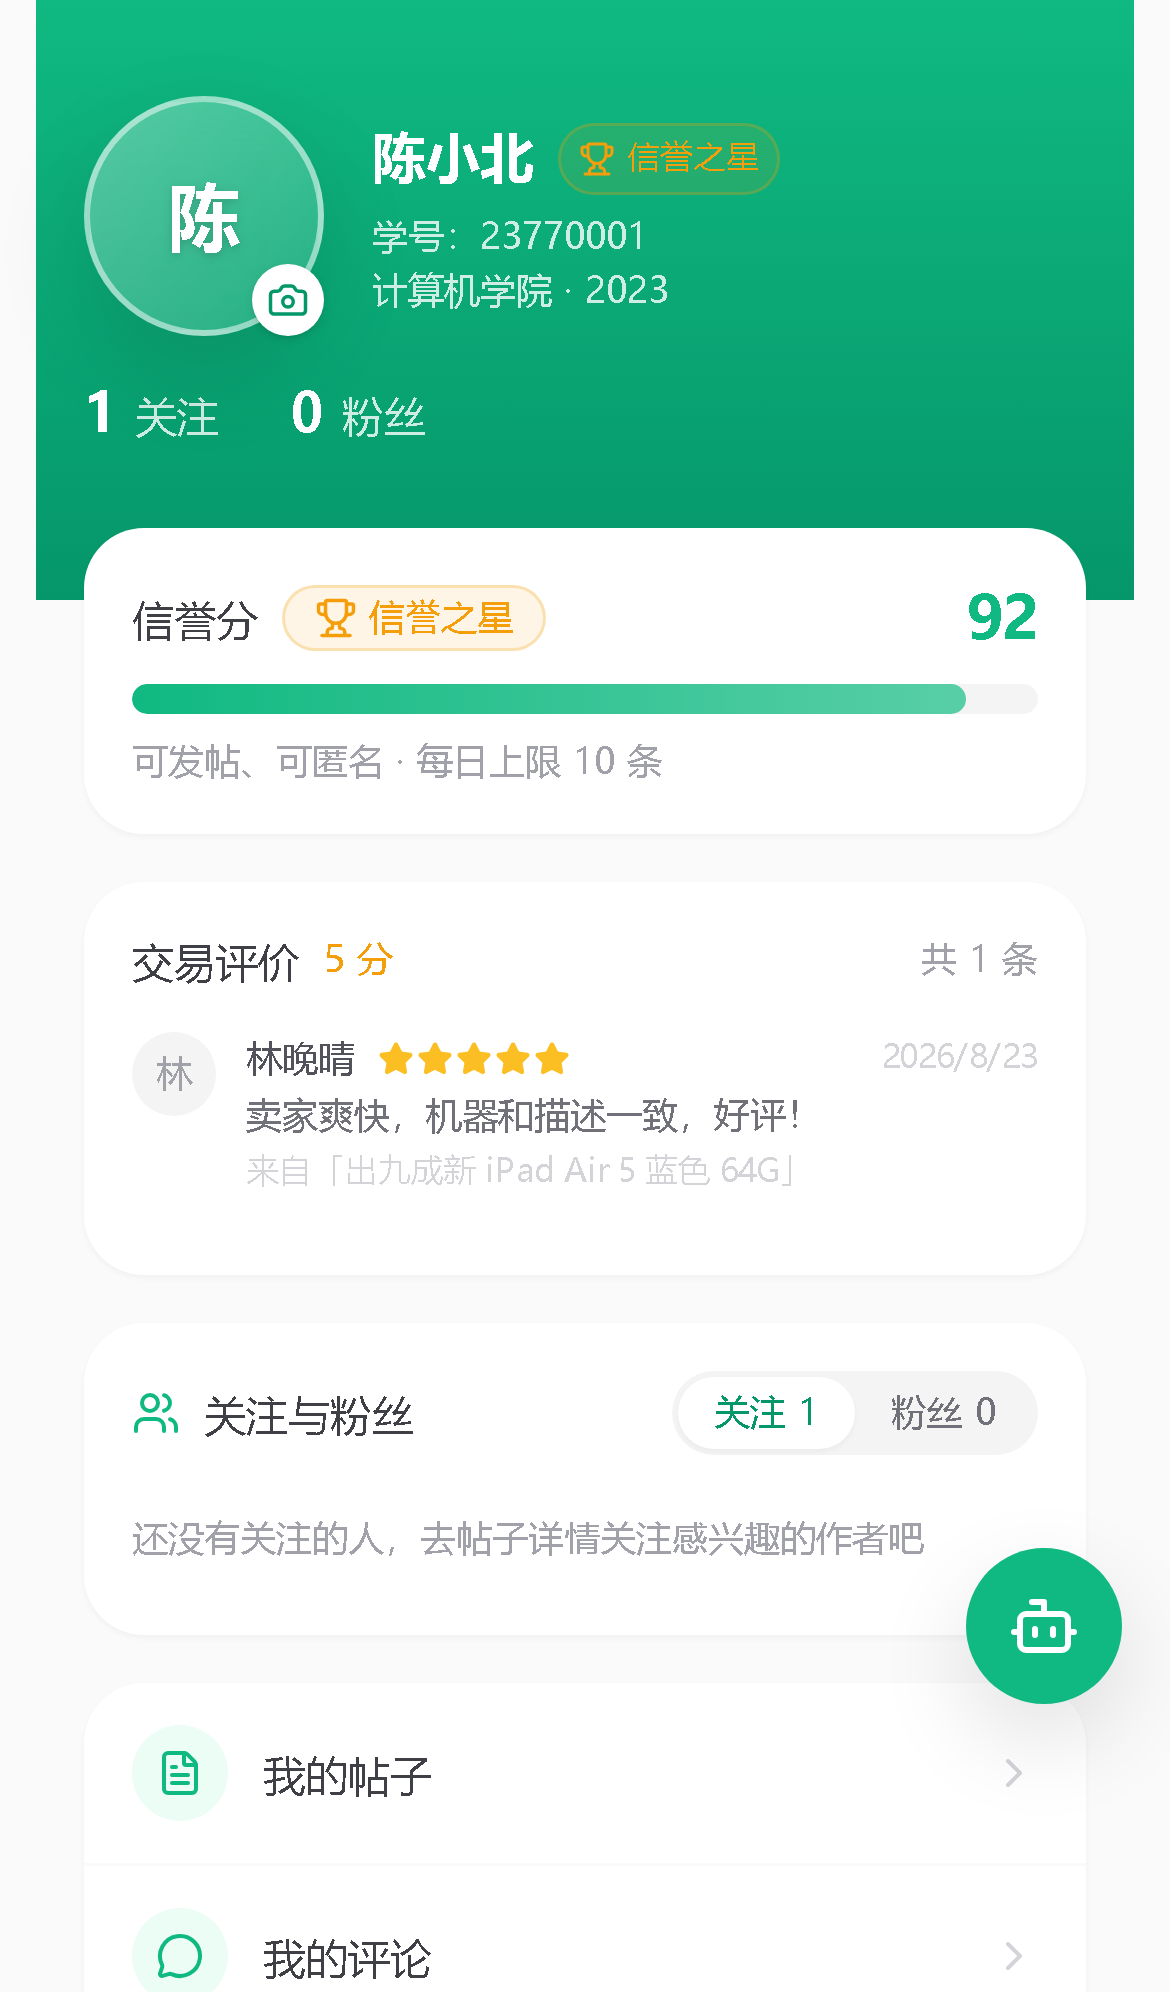 陈
陈小北 信誉之星
学号：23770001
计算机学院 · 2023
1 关注 0 粉丝
信誉分 信誉之星 92
可发帖、可匿名 · 每日上限 10 条
交易评价 5 分 共 1 条
林 林晚晴 2026/8/23
卖家爽快，机器和描述一致，好评！
来自「出九成新 iPad Air 5 蓝色 64G」
关注与粉丝 关注 1 粉丝 0
还没有关注的人，去帖子详情关注感兴趣的作者吧
我的帖子
我的评论